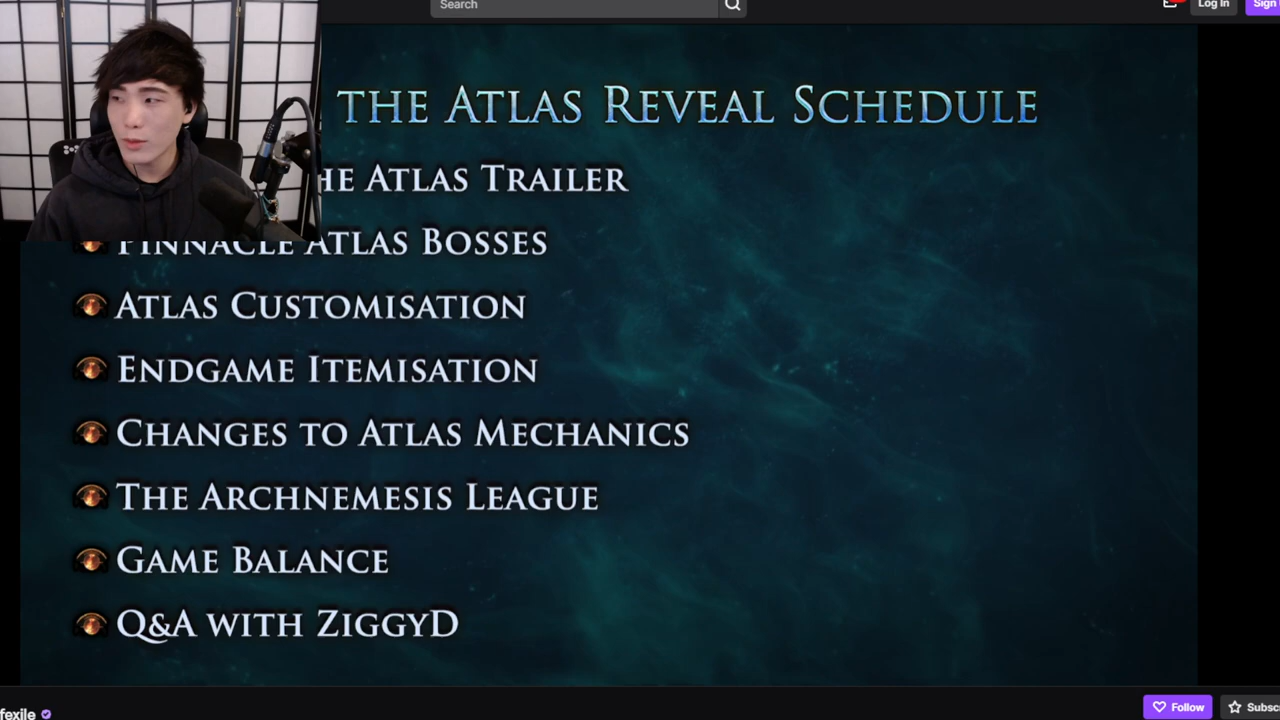 Search
Log In
Sign
THE ATLAS REVEAL SCHEDULE
HE ATLAS TRAILER
PINNACLE ATLAS BOSSES
ATLAS CUSTOMISATION
ENDGAME ITEMISATION
CHANGES TO ATLAS MECHANICS
THE ARCHNEMESIS LEAGUE
GAME BALANCE
Q&A WITH ZIGGYD
fexile
Follow
Subsc